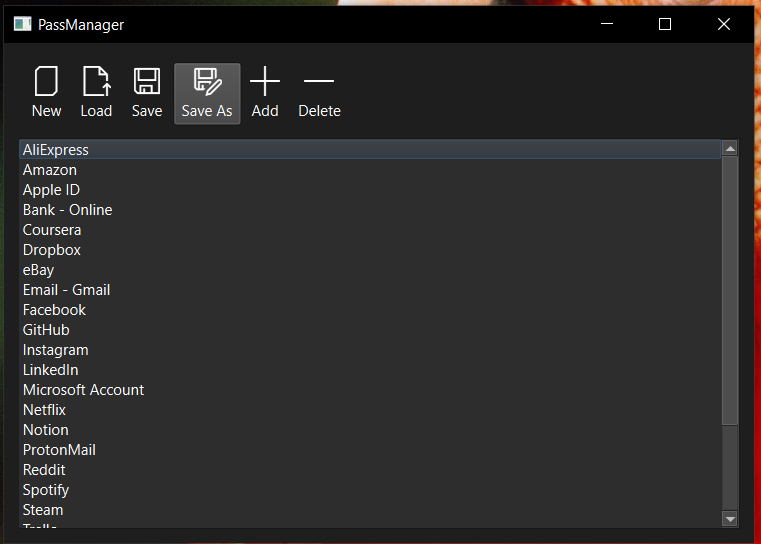 PassManager
New Load Save Save As Add Delete
AliExpress
Amazon
Apple ID
Bank - Online
Coursera
Dropbox
eBay
Email - Gmail
Facebook
GitHub
Instagram
LinkedIn
Microsoft Account
Netflix
Notion
ProtonMail
Reddit
Spotify
Steam